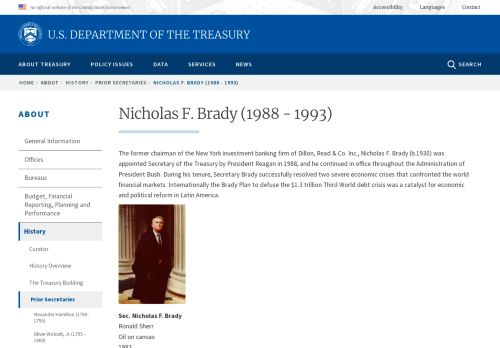 An official website of the United States Government
Accessibility Languages Contact
U.S. DEPARTMENT OF THE TREASURY
ABOUT TREASURY POLICY ISSUES DATA SERVICES NEWS SEARCH
HOME › ABOUT › HISTORY › PRIOR SECRETARIES › NICHOLAS F. BRADY (1988 - 1993)
ABOUT
General Information
Offices
Bureaus
Budget, Financial
Reporting, Planning and
Performance
History
Curator
History Overview
The Treasury Building
Prior Secretaries
Alexander Hamilton (1789 -
1795)
Oliver Wolcott, Jr. (1795 -
1800)
Nicholas F. Brady (1988 - 1993)
The former chairman of the New York investment banking firm of Dillon, Read & Co. Inc., Nicholas F. Brady (b.1930) was
appointed Secretary of the Treasury by President Reagan in 1988, and he continued in office throughout the Administration of
President Bush. During his tenure, Secretary Brady successfully resolved two severe economic crises that confronted the world
financial markets. Internationally the Brady Plan to defuse the $1.3 trillion Third World debt crisis was a catalyst for economic
and political reform in Latin America.
Sec. Nicholas F. Brady
Ronald Sherr
Oil on canvas
1993